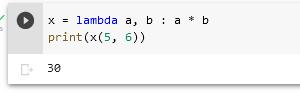 x = lambda a, b : a * b
print(x(5, 6))
30